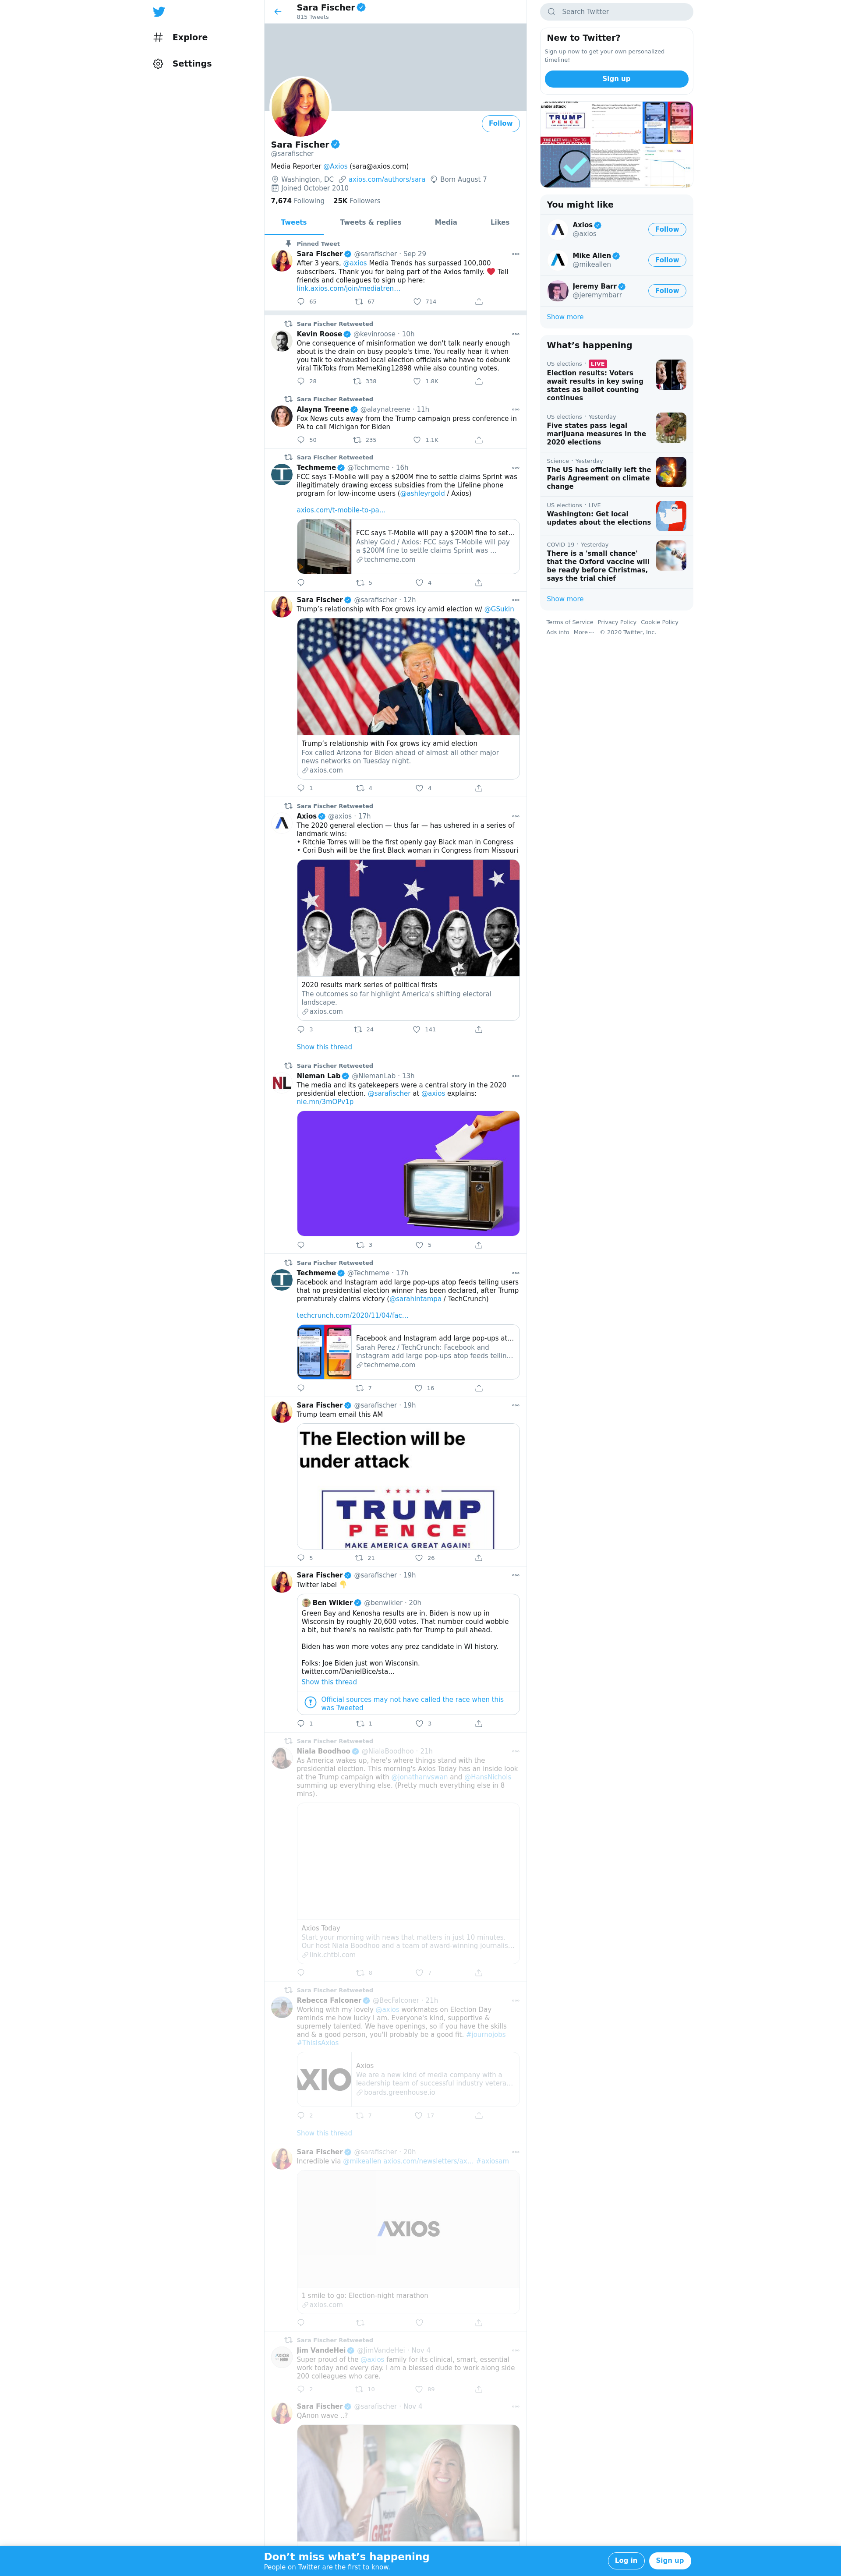 Explore
Settings
Sara Fischer
815 Tweets
Follow
Sara Fischer
@sarafischer
Media Reporter @Axios (sara@axios.com)
Washington, DC axios.com/authors/sara Born August 7
Joined October 2010
7,674 Following 25K Followers
Tweets Tweets & replies Media Likes
Pinned Tweet
Sara Fischer @sarafischer · Sep 29
After 3 years, @axios Media Trends has surpassed 100,000
subscribers. Thank you for being part of the Axios family. ❤️ Tell
friends and colleagues to sign up here:
link.axios.com/join/mediatren…
65 67 714
Sara Fischer Retweeted
Kevin Roose @kevinroose · 10h
One consequence of misinformation we don't talk nearly enough
about is the drain on busy people's time. You really hear it when
you talk to exhausted local election officials who have to debunk
viral TikToks from MemeKing12898 while also counting votes.
28 338 1.8K
Sara Fischer Retweeted
Alayna Treene @alaynatreene · 11h
Fox News cuts away from the Trump campaign press conference in
PA to call Michigan for Biden
50 235 1.1K
Sara Fischer Retweeted
Techmeme @Techmeme · 16h
FCC says T-Mobile will pay a $200M fine to settle claims Sprint was
illegitimately drawing excess subsidies from the Lifeline phone
program for low-income users (@ashleyrgold / Axios)
axios.com/t-mobile-to-pa…
FCC says T-Mobile will pay a $200M fine to set…
Ashley Gold / Axios: FCC says T-Mobile will pay
a $200M fine to settle claims Sprint was …
techmeme.com
5 4
Sara Fischer @sarafischer · 12h
Trump's relationship with Fox grows icy amid election w/ @GSukin
Trump's relationship with Fox grows icy amid election
Fox called Arizona for Biden ahead of almost all other major
news networks on Tuesday night.
axios.com
1 4 4
Sara Fischer Retweeted
Axios @axios · 17h
The 2020 general election — thus far — has ushered in a series of
landmark wins:
• Ritchie Torres will be the first openly gay Black man in Congress
• Cori Bush will be the first Black woman in Congress from Missouri
2020 results mark series of political firsts
The outcomes so far highlight America's shifting electoral
landscape.
axios.com
3 24 141
Show this thread
Sara Fischer Retweeted
NL
Nieman Lab @NiemanLab · 13h
The media and its gatekeepers were a central story in the 2020
presidential election. @sarafischer at @axios explains:
nie.mn/3mOPv1p
3 5
Sara Fischer Retweeted
Techmeme @Techmeme · 17h
Facebook and Instagram add large pop-ups atop feeds telling users
that no presidential election winner has been declared, after Trump
prematurely claims victory (@sarahintampa / TechCrunch)
techcrunch.com/2020/11/04/fac…
Facebook and Instagram add large pop-ups at…
Sarah Perez / TechCrunch: Facebook and
Instagram add large pop-ups atop feeds tellin…
techmeme.com
7 16
Sara Fischer @sarafischer · 19h
Trump team email this AM
The Election will be
under attack
TRUMP
PENCE
MAKE AMERICA GREAT AGAIN!
5 21 26
Sara Fischer @sarafischer · 19h
Twitter label 👇
Ben Wikler @benwikler · 20h
Green Bay and Kenosha results are in. Biden is now up in
Wisconsin by roughly 20,600 votes. That number could wobble
a bit, but there's no realistic path for Trump to pull ahead.
Biden has won more votes any prez candidate in WI history.
Folks: Joe Biden just won Wisconsin.
twitter.com/DanielBice/sta…
Show this thread
Official sources may not have called the race when this
was Tweeted
1 1 3
Sara Fischer Retweeted
Niala Boodhoo @NialaBoodhoo · 21h
As America wakes up, here's where things stand with the
presidential election. This morning's Axios Today has an inside look
at the Trump campaign with @jonathanvswan and @HansNichols
summing up everything else. (Pretty much everything else in 8
mins).
Axios Today
Start your morning with news that matters in just 10 minutes.
Our host Niala Boodhoo and a team of award-winning journalis…
link.chtbl.com
Sara Fischer Retweeted
Rebecca Falconer @BecFalconer · 21h
Working with my lovely @axios workmates on Election Day
reminds me how lucky I am. Everyone's kind, supportive &
supremely talented. We have openings, so if you have the skills
and & a good person, you'll probably be a good fit. #journojobs
#ThisIsAxios
AXIO
Axios
We are a new kind of media company with a
leadership team of successful industry vetera…
boards.greenhouse.io
2 7 17
Show this thread
Sara Fischer @sarafischer · 20h
Incredible via @mikeallen axios.com/newsletters/ax… #axiosam
AXIOS
1 smile to go: Election-night marathon
axios.com
Sara Fischer Retweeted
Jim VandeHei @JimVandeHei · Nov 4
Super proud of the @axios family for its clinical, smart, essential
work today and every day. I am a blessed dude to work along side
200 colleagues who care.
2 10
Sara Fischer @sarafischer · Nov 4
QAnon wave ..?
Search Twitter
New to Twitter?
Sign up now to get your own personalized
timeline!
Sign up
under attack
TRUMP
PENCE
You might like
Axios
@axios
Follow
Mike Allen
@mikeallen
Follow
Jeremy Barr
@jeremymbarr
Follow
Show more
What's happening
US elections · LIVE
Election results: Voters
await results in key swing
states as ballot counting
continues
US elections · Yesterday
Five states pass legal
marijuana measures in the
2020 elections
Science · Yesterday
The US has officially left the
Paris Agreement on climate
change
US elections · LIVE
Washington: Get local
updates about the elections
COVID-19 · Yesterday
There is a 'small chance'
that the Oxford vaccine will
be ready before Christmas,
says the trial chief
Show more
Terms of Service Privacy Policy Cookie Policy
Ads info More ••• © 2020 Twitter, Inc.
Don't miss what's happening
People on Twitter are the first to know.
Log in
Sign up